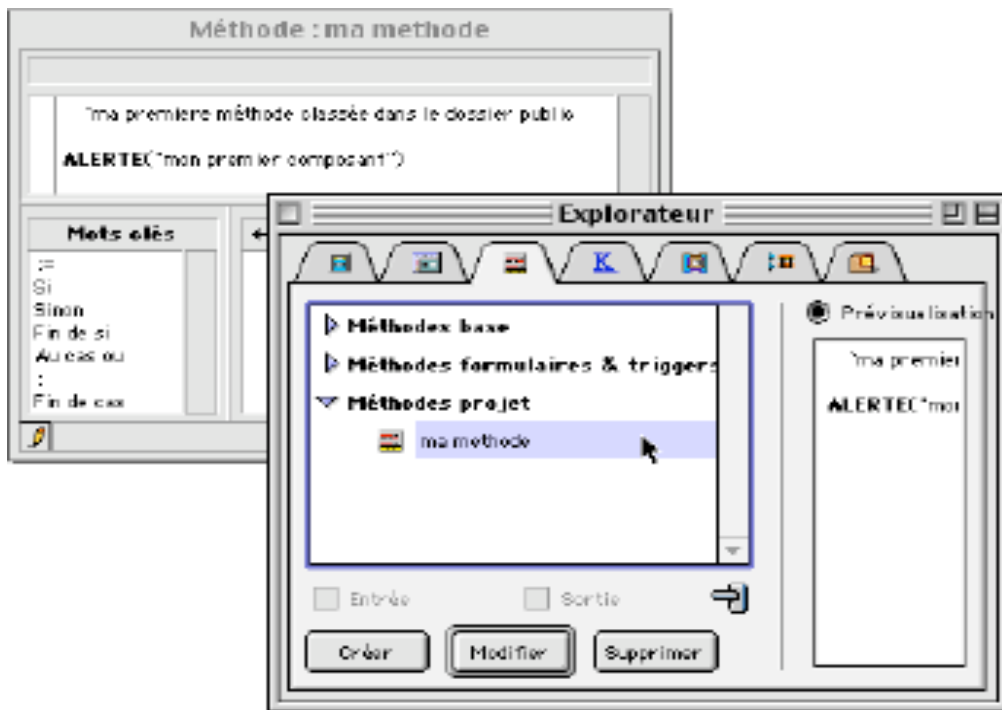 Méthode : ma methode
`ma premiere méthode classée dans le dossier public
ALERTE("mon premier composant")
Mots clés
:=
Si
Sinon
Fin de si
Au cas ou
:
Fin de cas
Explorateur
K
Méthodes base
Méthodes formulaires & triggers
Méthodes projet
ma methode
Entrée
Sortie
Créer
Modifier
Supprimer
Prévisualisation
`ma premier
ALERTE("mon